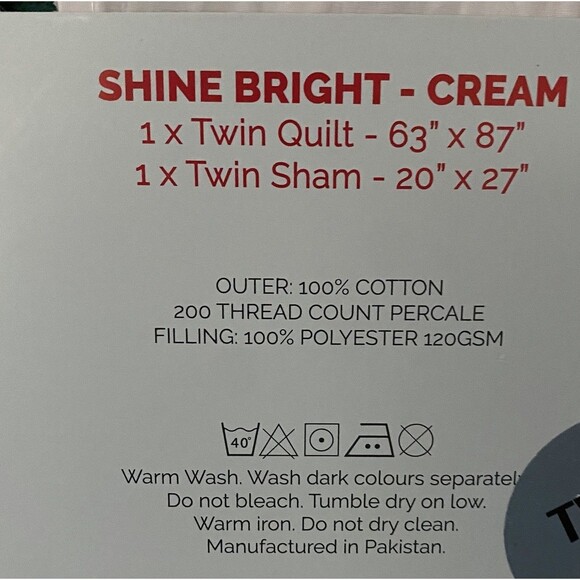 SHINE BRIGHT - CREAM
1 x Twin Quilt - 63" x 87"
1 x Twin Sham - 20" x 27"
OUTER: 100% COTTON
200 THREAD COUNT PERCALE
FILLING: 100% POLYESTER 120GSM
40°
Warm Wash. Wash dark colours separately.
Do not bleach. Tumble dry on low.
Warm iron. Do not dry clean.
Manufactured in Pakistan.